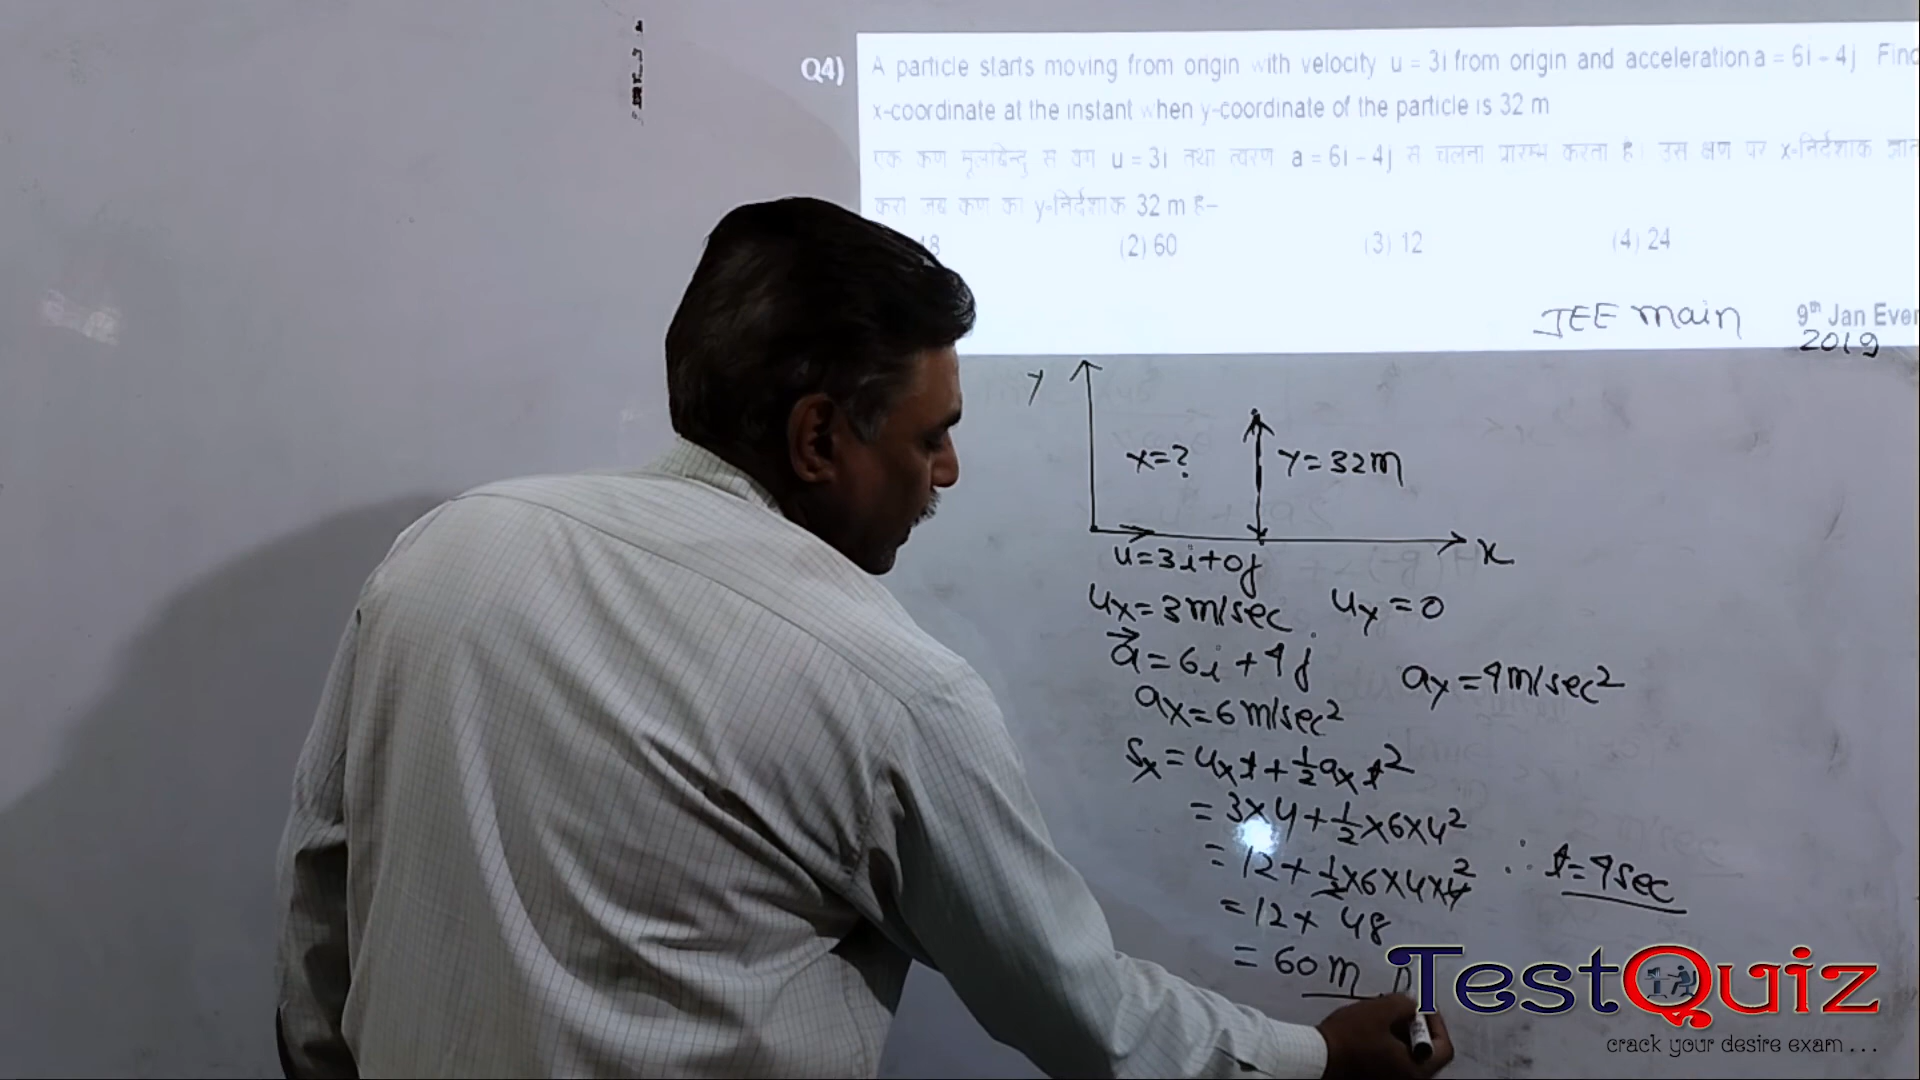 Q4) A particle starts moving from origin with velocity u = 3i from origin and acceleration a = 6i - 4j Find
x-coordinate at the instant when y-coordinate of the particle is 32 m
एक कण मूलबिन्दु से वेग u = 3i तथा त्वरण a = 6i - 4j से चलना प्रारम्भ करता है। उस क्षण पर x-निर्देशांक ज्ञात
करो जब कण का y-निर्देशांक 32 m है-
(2) 60 (3) 12 (4) 24
JEE main 9th Jan Even
2019
y
x=? y=32m
x
u=3i+0j
ux=3m/sec uy=0
a=6i+4j
ay=4m/sec2
ax=6m/sec2
Sx=uxt+1/2axt2
=3×4+1/2×6×42
=12+1/2×6×4×42 ∴ t=4sec
=12+ 48
=60m
TestQuiz
crack your desire exam ...